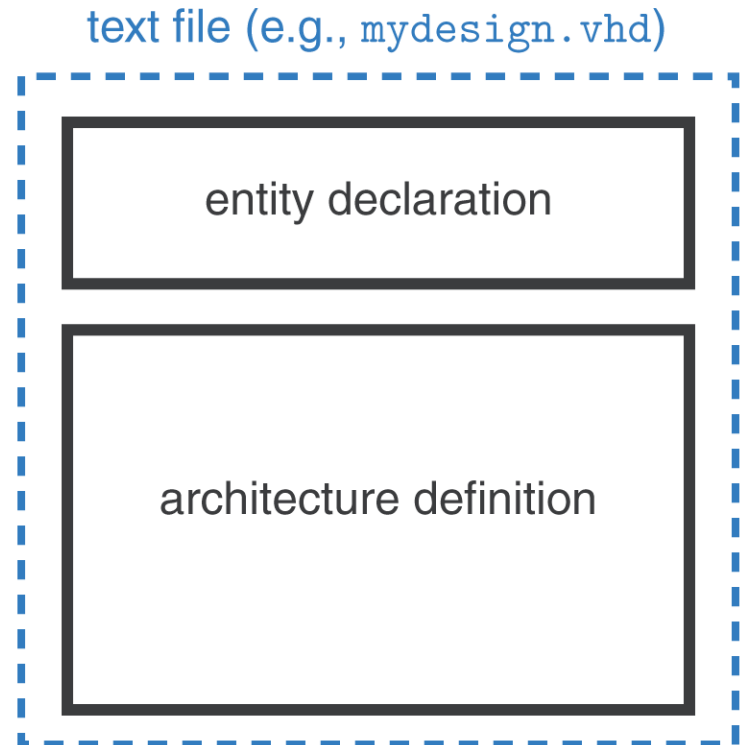 text file (e.g., mydesign.vhd)
entity declaration
architecture definition